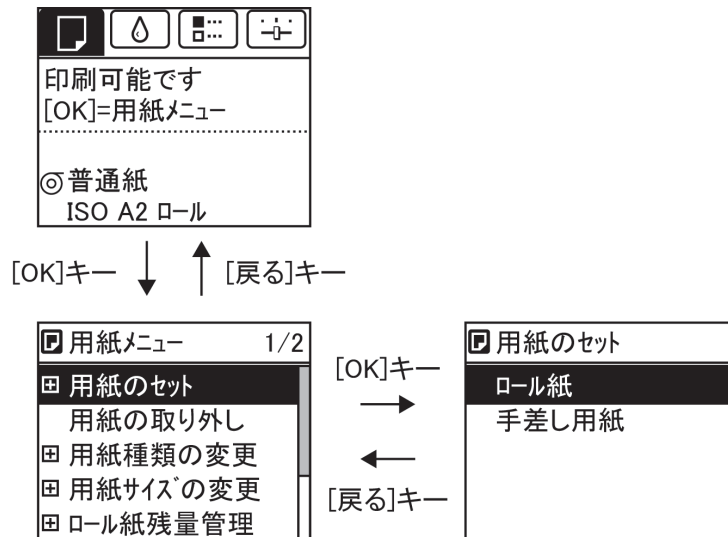 印刷可能です
[OK]=用紙ﾒﾆｭｰ
普通紙
ISO A2 ﾛｰﾙ
[OK]キー
[戻る]キー
用紙ﾒﾆｭｰ 1/2
用紙のｾｯﾄ
用紙の取り外し
用紙種類の変更
用紙ｻｲｽﾞの変更
ﾛｰﾙ紙残量管理
[OK]キー
[戻る]キー
用紙のｾｯﾄ
ﾛｰﾙ紙
手差し用紙